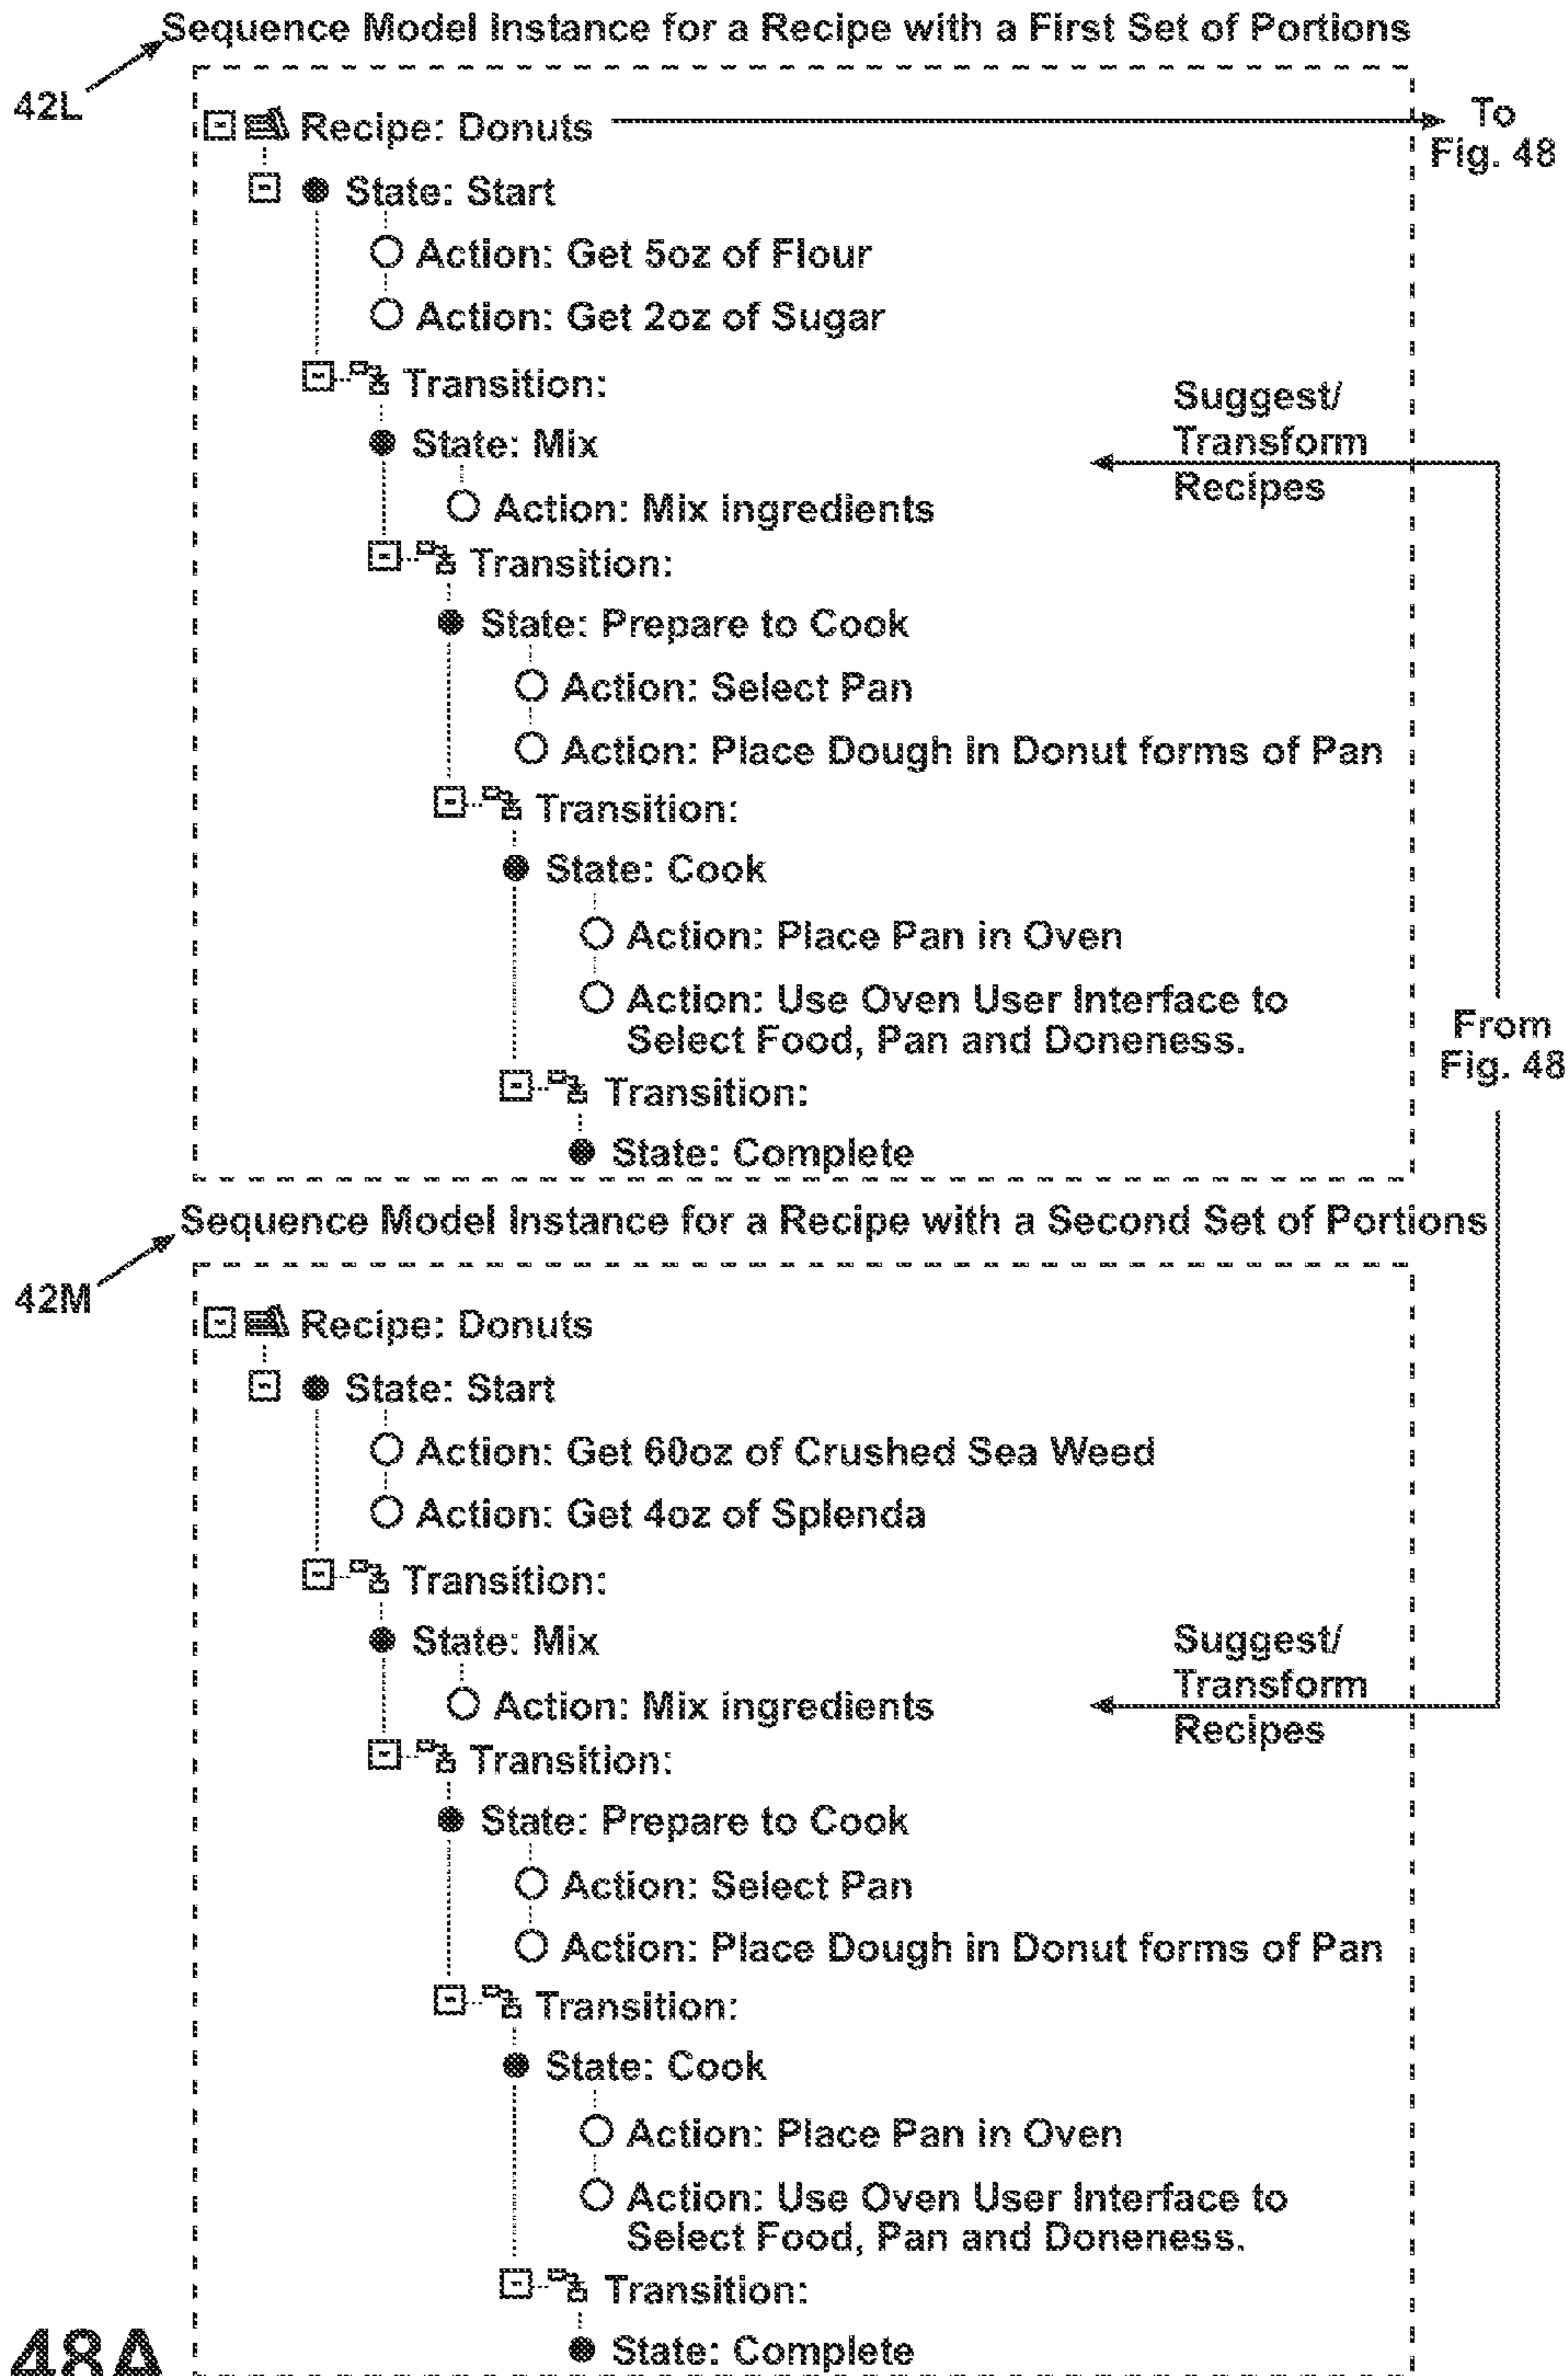 Sequence Model Instance for a Recipe with a First Set of Portions
42L
Recipe: Donuts
To
Fig. 48
State: Start
Action: Get 5oz of Flour
Action: Get 2oz of Sugar
Transition:
Suggest/
Transform
Recipes
State: Mix
Action: Mix ingredients
Transition:
State: Prepare to Cook
Action: Select Pan
Action: Place Dough in Donut forms of Pan
Transition:
State: Cook
Action: Place Pan in Oven
Action: Use Oven User Interface to
Select Food, Pan and Doneness.
From
Fig. 48
Transition:
State: Complete
Sequence Model Instance for a Recipe with a Second Set of Portions
42M
Recipe: Donuts
State: Start
Action: Get 60oz of Crushed Sea Weed
Action: Get 4oz of Splenda
Transition:
Suggest/
Transform
Recipes
State: Mix
Action: Mix ingredients
Transition:
State: Prepare to Cook
Action: Select Pan
Action: Place Dough in Donut forms of Pan
Transition:
State: Cook
Action: Place Pan in Oven
Action: Use Oven User Interface to
Select Food, Pan and Doneness.
Transition:
State: Complete
48A